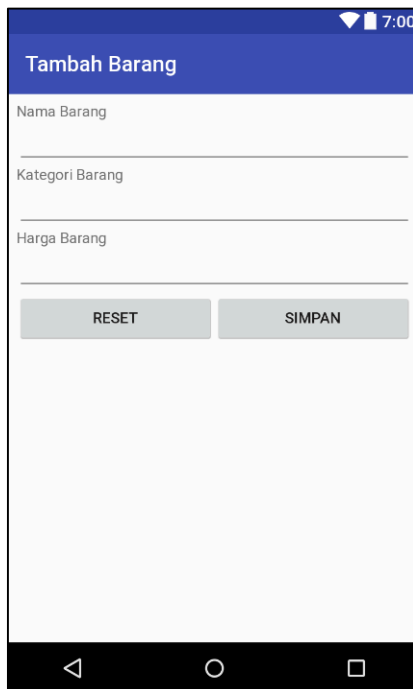 7:00
Tambah Barang
Nama Barang
Kategori Barang
Harga Barang
RESET SIMPAN